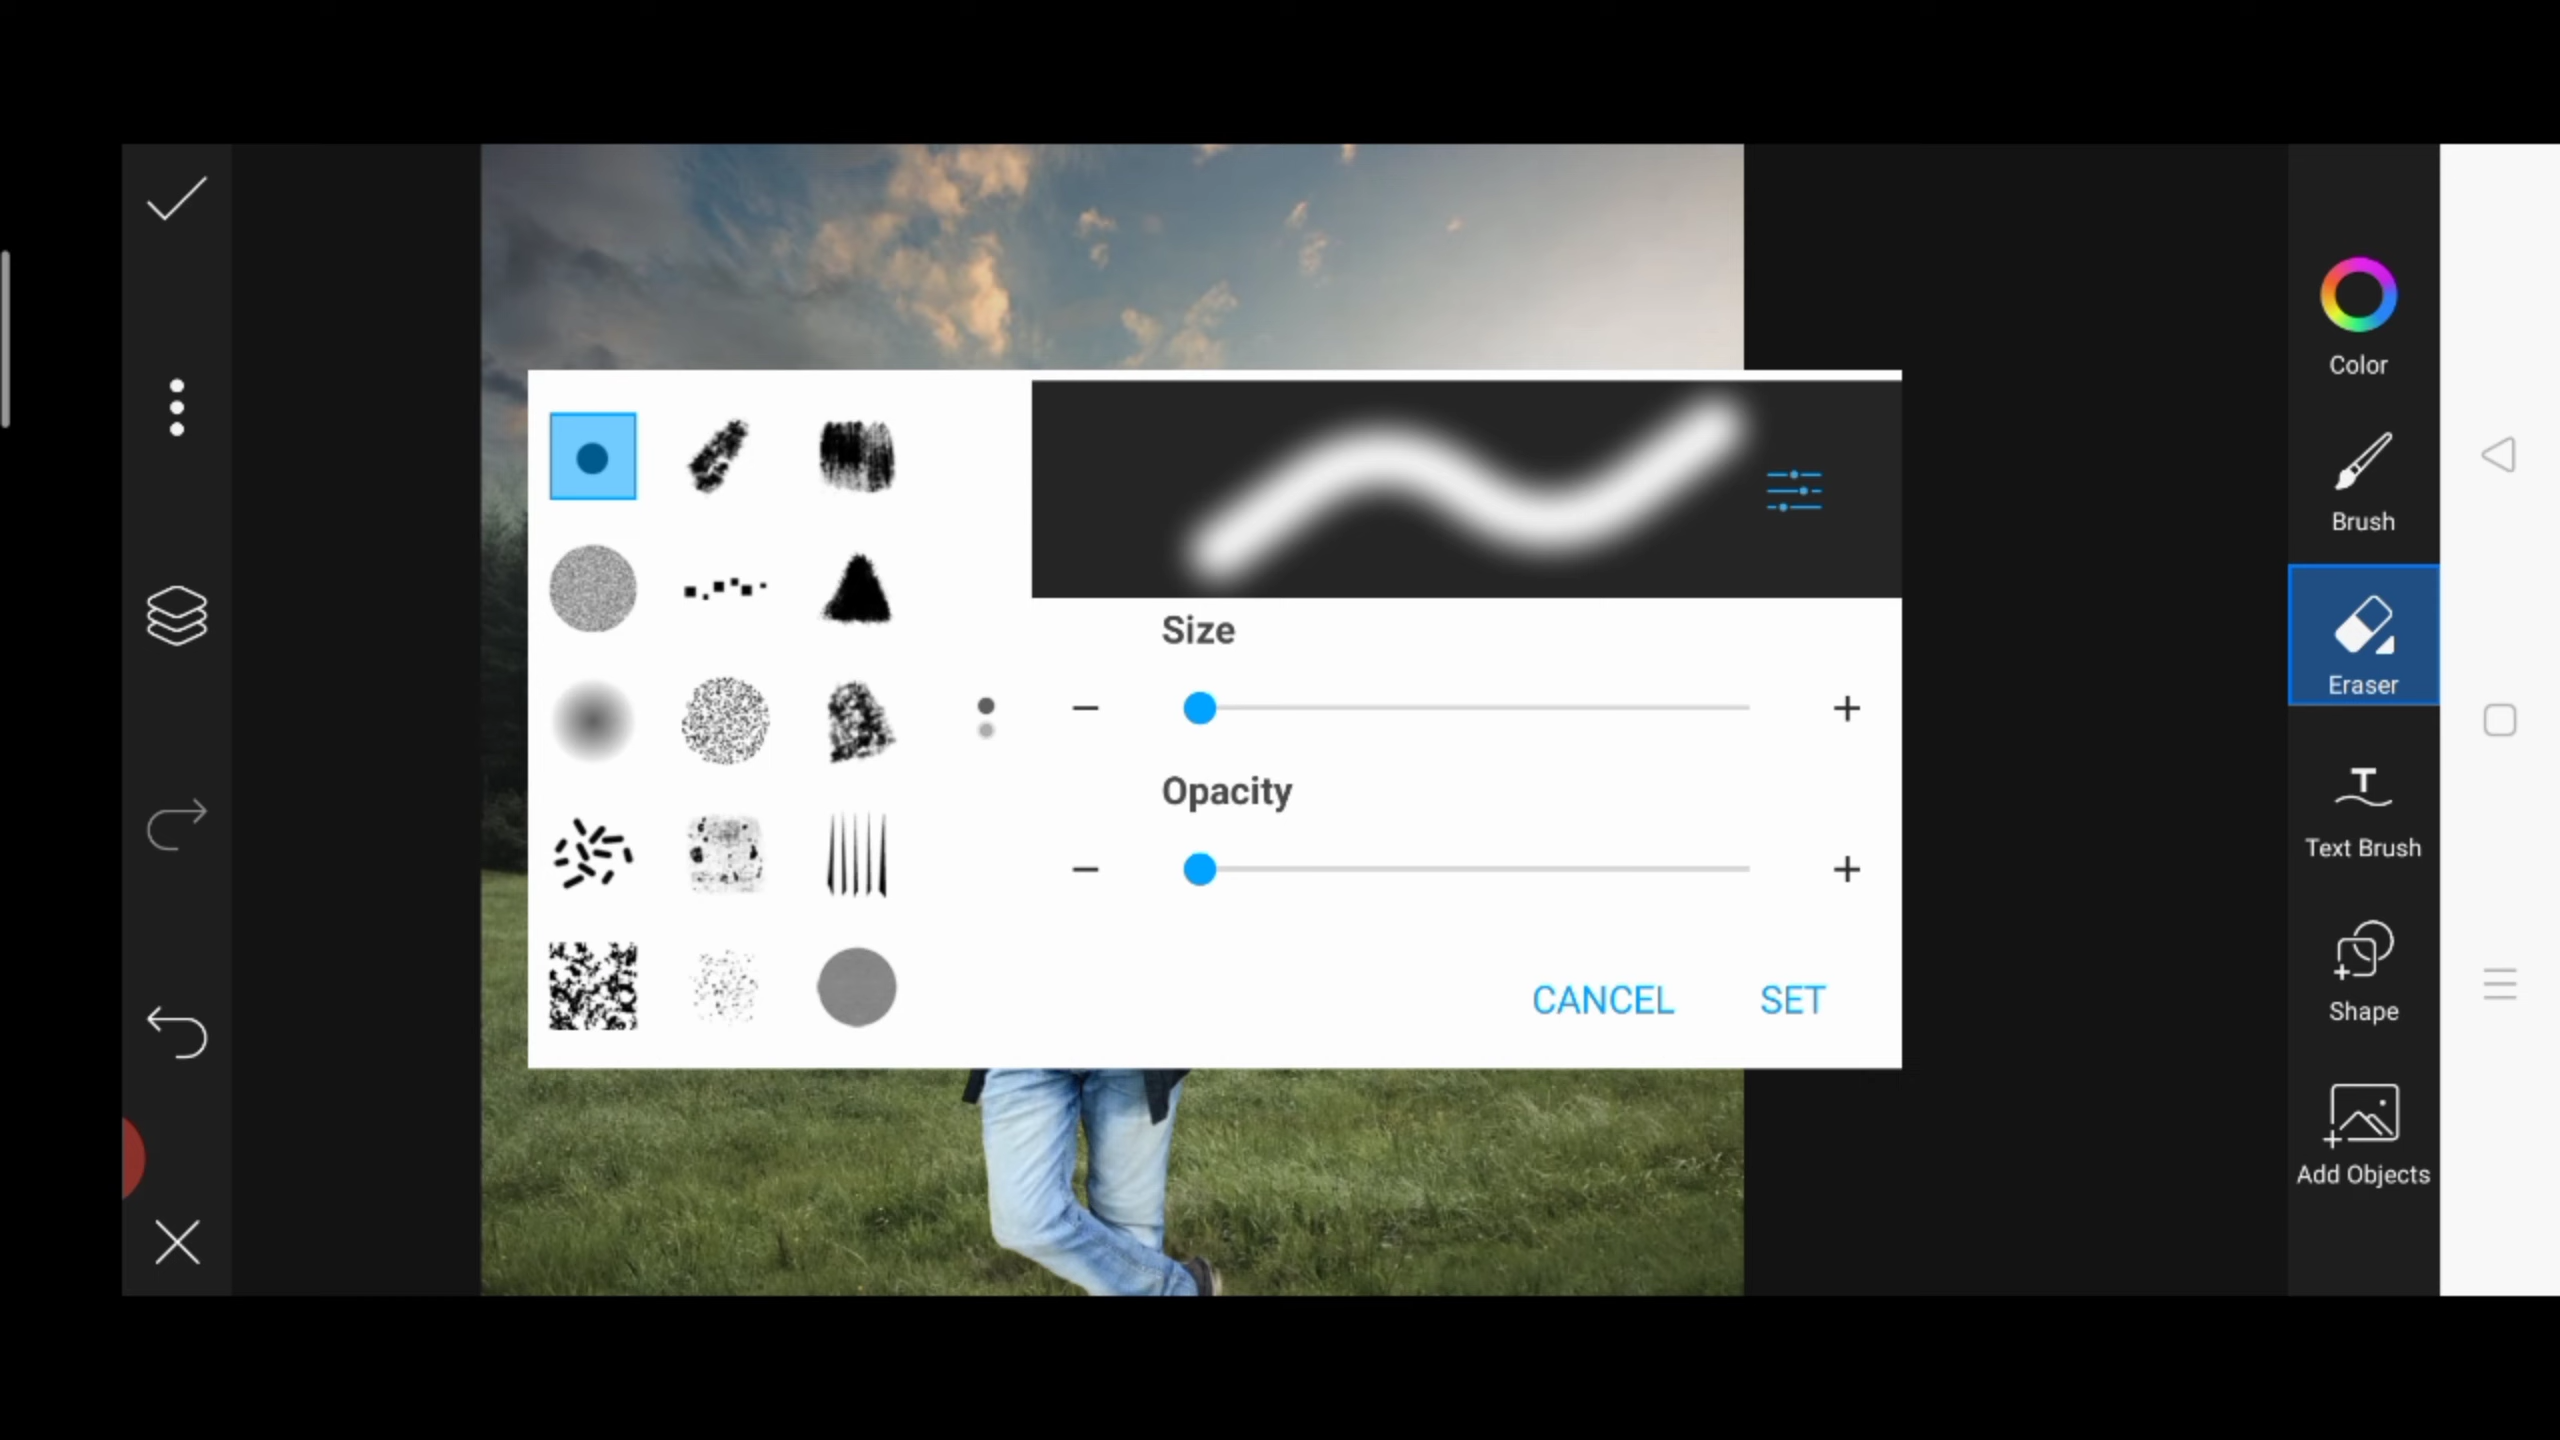 Size
Opacity
CANCEL SET
Color
Brush
Eraser
Text Brush
Shape
Add Objects